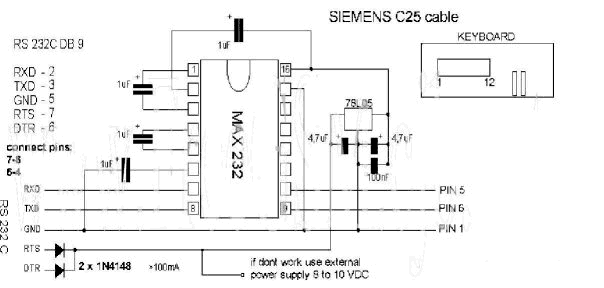 SIEMENS C25 cable
RS 232C DB 9
RXD - 2
TXD - 3
GND - 5
RTS - 7
DTR - 6
connect pins:
7-8
6-4
1uF
1uF
1uF
1uF
1
16
MAX 232
8
9
KEYBOARD
1 12
78L05
4,7uF
4,7uF
100nF
RXD
TXD
GND
RTS
DTR
RS 232 C
PIN 5
PIN 6
PIN 1
2 x 1N4148
>100mA
if dont work use external
power supply 6 to 10 VDC